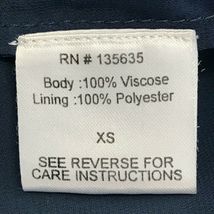 RN # 135635
Body :100% Viscose
Lining :100% Polyester
XS
SEE REVERSE FOR
CARE INSTRUCTIONS